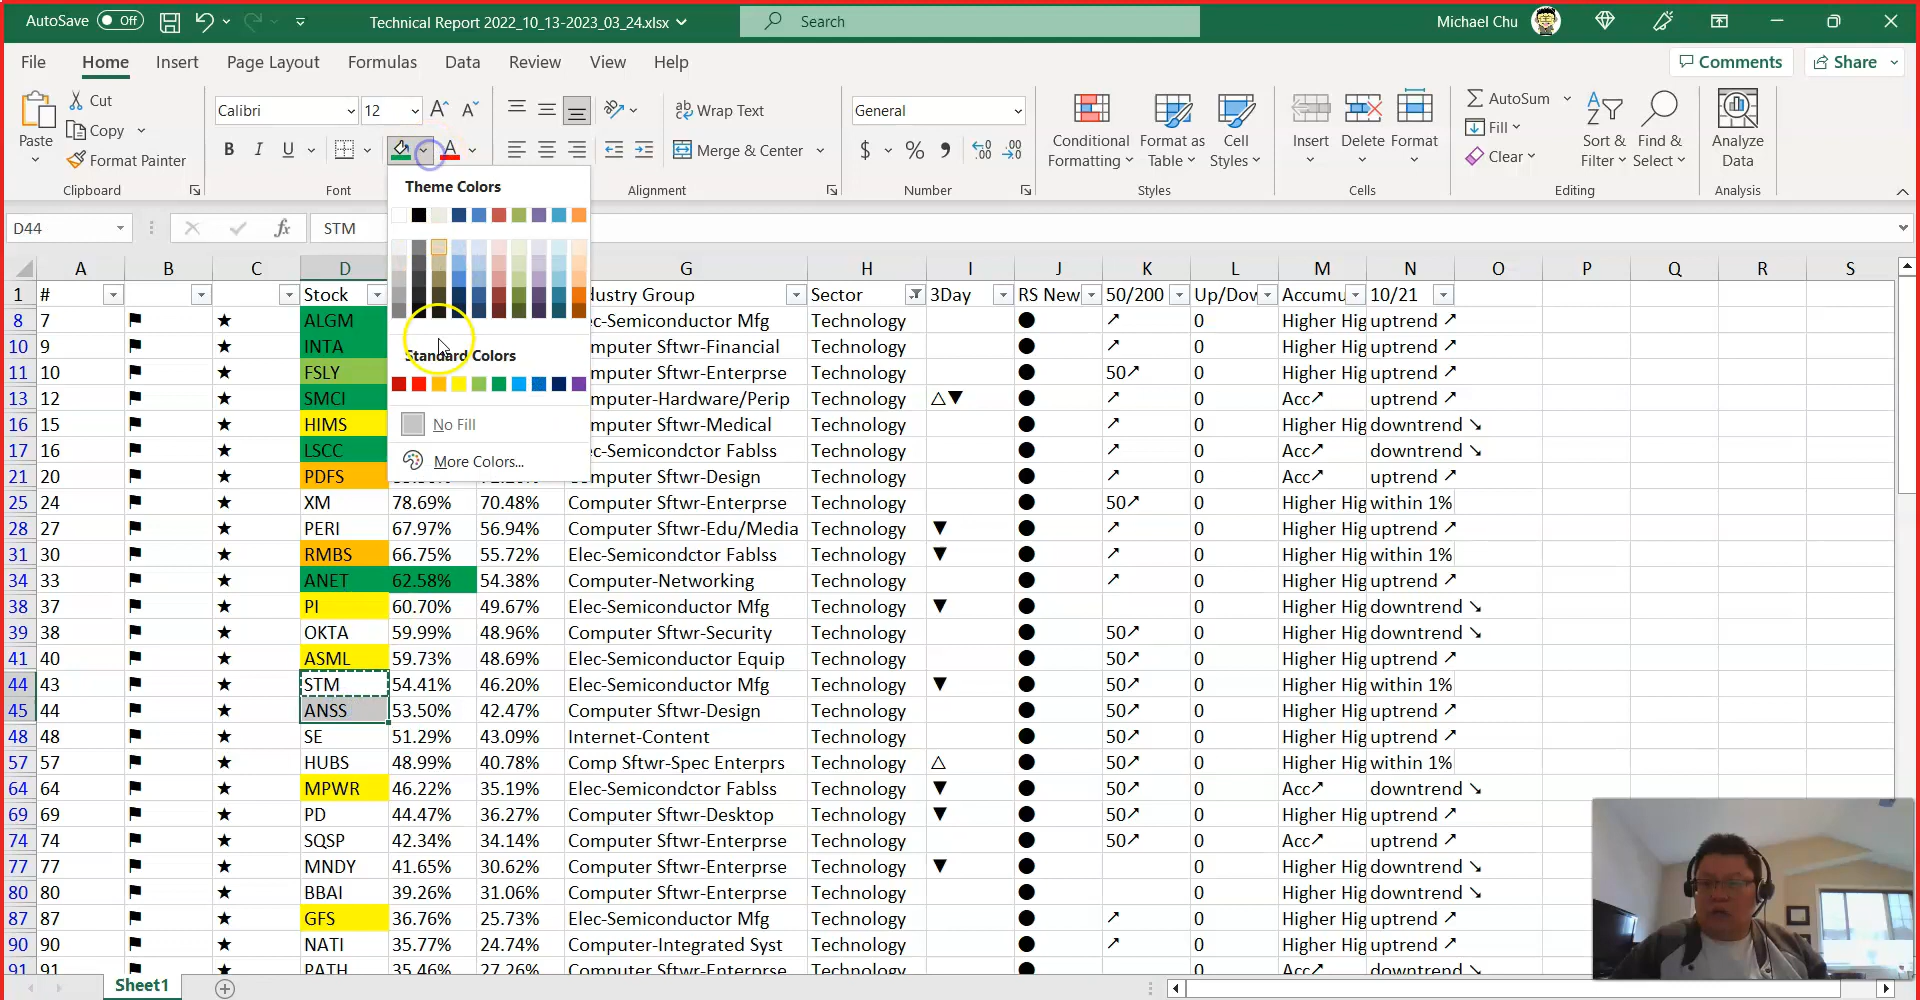 AutoSave Off Technical Report 2022_10_13-2023_03_24.xlsx Search Michael Chu
File Home Insert Page Layout Formulas Data Review View Help Comments Share
Paste Cut Copy Format Painter Clipboard
Calibri 12 B I U A Font
Wrap Text Merge & Center Alignment
General $ % Number
Conditional Formatting Format as Table Cell Styles Styles
Insert Delete Format Cells
AutoSum Fill Clear Sort & Filter Find & Select Editing
Analyze Data Analysis
D44 fx STM
Theme Colors
Standard Colors
No Fill
More Colors...
A B C D G H I J K L M N O P Q R S
1 # Stock dustry Group Sector 3Day RS New 50/200 Up/Dow Accumu 10/21
8 7 ⚑ ★ ALGM ec-Semiconductor Mfg Technology ● ↗ 0 Higher Hig uptrend ↗
10 9 ⚑ ★ INTA mputer Sftwr-Financial Technology ● ↗ 0 Higher Hig uptrend ↗
11 10 ⚑ ★ FSLY mputer Sftwr-Enterprse Technology ● 50↗ 0 Higher Hig uptrend ↗
13 12 ⚑ ★ SMCI mputer-Hardware/Perip Technology △▼ ● ↗ 0 Acc↗ uptrend ↗
16 15 ⚑ ★ HIMS mputer Sftwr-Medical Technology ● ↗ 0 Higher Hig downtrend ↘
17 16 ⚑ ★ LSCC ec-Semicondctor Fablss Technology ● ↗ 0 Acc↗ downtrend ↘
21 20 ⚑ ★ PDFS mputer Sftwr-Design Technology ● ↗ 0 Acc↗ uptrend ↗
25 24 ⚑ ★ XM 78.69% 70.48% Computer Sftwr-Enterprse Technology ● 50↗ 0 Higher Hig within 1%
28 27 ⚑ ★ PERI 67.97% 56.94% Computer Sftwr-Edu/Media Technology ▼ ● ↗ 0 Higher Hig uptrend ↗
31 30 ⚑ ★ RMBS 66.75% 55.72% Elec-Semicondctor Fablss Technology ▼ ● ↗ 0 Higher Hig within 1%
34 33 ⚑ ★ ANET 62.58% 54.38% Computer-Networking Technology ● ↗ 0 Higher Hig uptrend ↗
38 37 ⚑ ★ PI 60.70% 49.67% Elec-Semiconductor Mfg Technology ▼ ● 0 Higher Hig downtrend ↘
39 38 ⚑ ★ OKTA 59.99% 48.96% Computer Sftwr-Security Technology ● 50↗ 0 Higher Hig downtrend ↘
41 40 ⚑ ★ ASML 59.73% 48.69% Elec-Semiconductor Equip Technology ● 50↗ 0 Higher Hig uptrend ↗
44 43 ⚑ ★ STM 54.41% 46.20% Elec-Semiconductor Mfg Technology ▼ ● 50↗ 0 Higher Hig within 1%
45 44 ⚑ ★ ANSS 53.50% 42.47% Computer Sftwr-Design Technology ● 50↗ 0 Higher Hig uptrend ↗
48 48 ⚑ ★ SE 51.29% 43.09% Internet-Content Technology ● 50↗ 0 Higher Hig uptrend ↗
57 57 ⚑ ★ HUBS 48.99% 40.78% Comp Sftwr-Spec Enterprs Technology △ ● 50↗ 0 Higher Hig within 1%
64 64 ⚑ ★ MPWR 46.22% 35.19% Elec-Semicondctor Fablss Technology ▼ ● 50↗ 0 Acc↗ downtrend ↘
69 69 ⚑ ★ PD 44.47% 36.27% Computer Sftwr-Desktop Technology ▼ ● 50↗ 0 Higher Hig uptrend ↗
74 74 ⚑ ★ SQSP 42.34% 34.14% Computer Sftwr-Enterprse Technology ● 50↗ 0 Acc↗ uptrend ↗
77 77 ⚑ ★ MNDY 41.65% 30.62% Computer Sftwr-Enterprse Technology ▼ ● 0 Higher Hig downtrend ↘
80 80 ⚑ ★ BBAI 39.26% 31.06% Computer Sftwr-Enterprse Technology ● 0 Higher Hig downtrend ↘
87 87 ⚑ ★ GFS 36.76% 25.73% Elec-Semiconductor Mfg Technology ● ↗ 0 Higher Hig uptrend ↗
90 90 ⚑ ★ NATI 35.77% 24.74% Computer-Integrated Syst Technology ● ↗ 0 Higher Hig uptrend ↗
91 91 ⚑ ★ PATH 35.46% 27.26% Computer Sftwr-Enterprse Technology ● 0 Acc↗ downtrend ↘
Sheet1